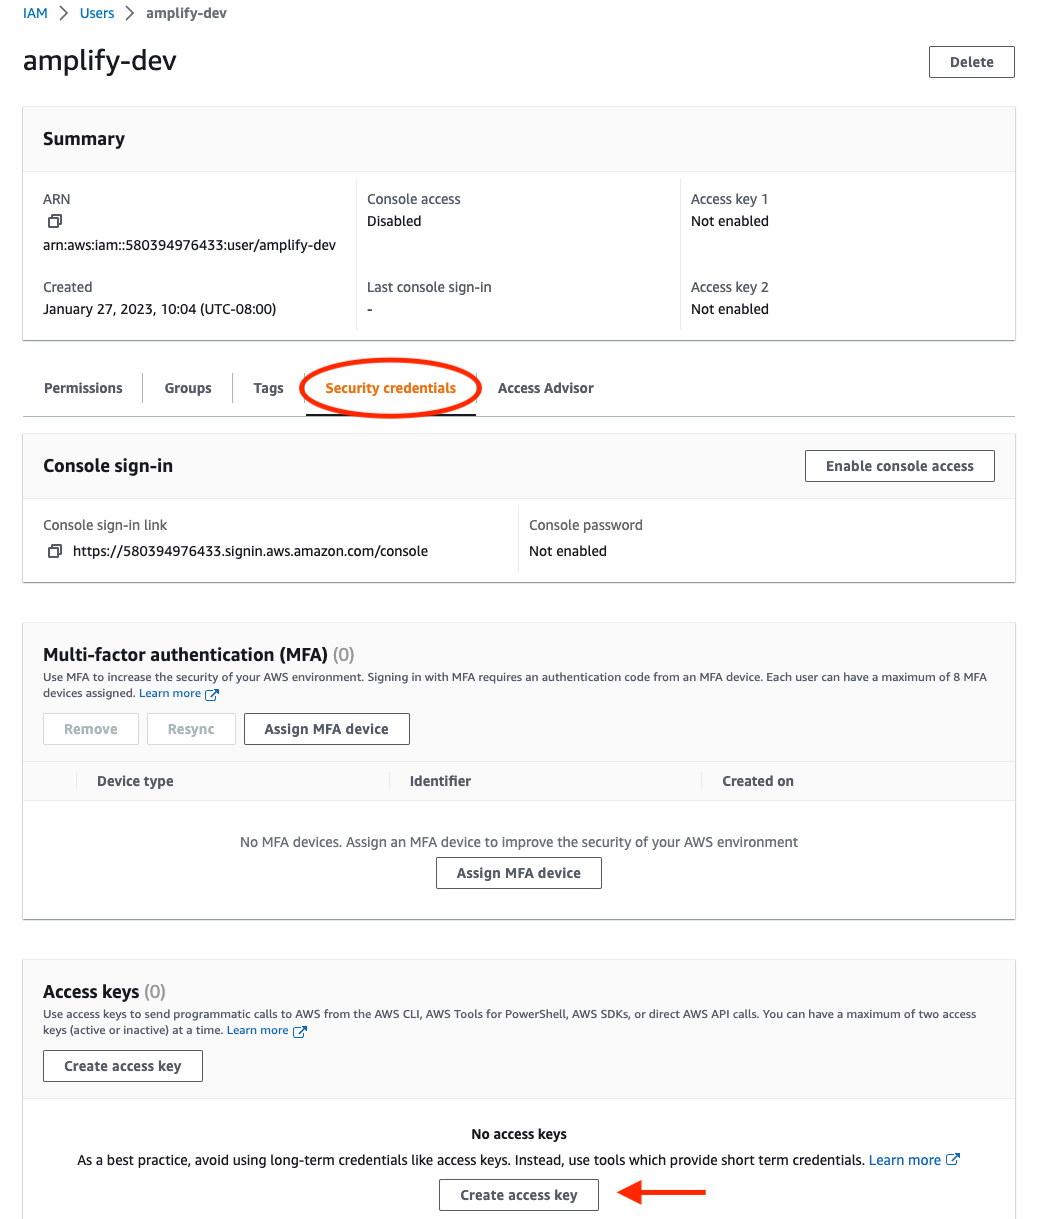 IAM > Users > amplify-dev
amplify-dev
Delete
Summary
ARN
arn:aws:iam::580394976433:user/amplify-dev
Console access
Disabled
Access key 1
Not enabled
Created
January 27, 2023, 10:04 (UTC-08:00)
Last console sign-in
-
Access key 2
Not enabled
Permissions Groups Tags Security credentials Access Advisor
Console sign-in
Enable console access
Console sign-in link
https://580394976433.signin.aws.amazon.com/console
Console password
Not enabled
Multi-factor authentication (MFA) (0)
Use MFA to increase the security of your AWS environment. Signing in with MFA requires an authentication code from an MFA device. Each user can have a maximum of 8 MFA
devices assigned. Learn more
Remove Resync Assign MFA device
Device type Identifier Created on
No MFA devices. Assign an MFA device to improve the security of your AWS environment
Assign MFA device
Access keys (0)
Use access keys to send programmatic calls to AWS from the AWS CLI, AWS Tools for PowerShell, AWS SDKs, or direct AWS API calls. You can have a maximum of two access
keys (active or inactive) at a time. Learn more
Create access key
No access keys
As a best practice, avoid using long-term credentials like access keys. Instead, use tools which provide short term credentials. Learn more
Create access key